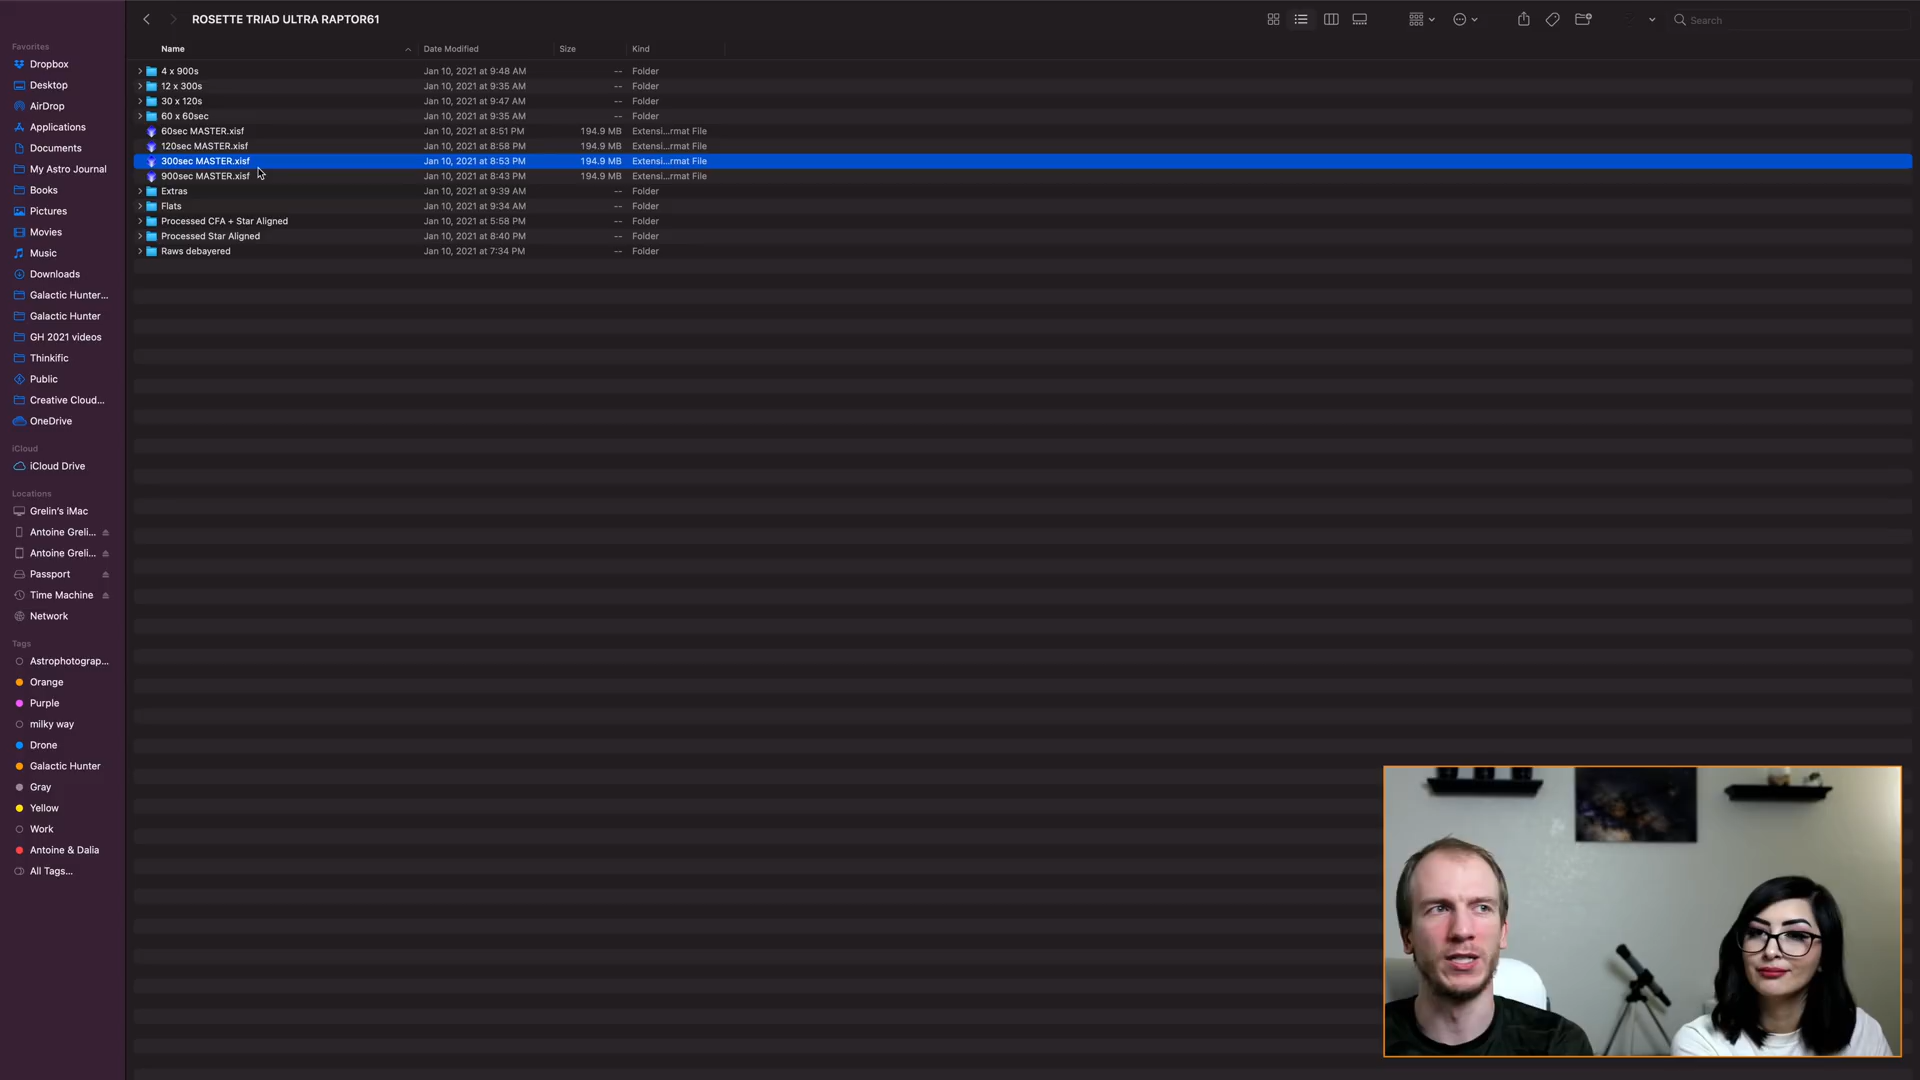 ROSETTE TRIAD ULTRA RAPTOR61
Search
Name Date Modified Size Kind
4 x 900s Jan 10, 2021 at 9:48 AM -- Folder
12 x 300s Jan 10, 2021 at 9:35 AM -- Folder
30 x 120s Jan 10, 2021 at 9:47 AM -- Folder
60 x 60sec Jan 10, 2021 at 9:35 AM -- Folder
60sec MASTER.xisf Jan 10, 2021 at 8:51 PM 194.9 MB Extensi...rmat File
120sec MASTER.xisf Jan 10, 2021 at 8:58 PM 194.9 MB Extensi...rmat File
300sec MASTER.xisf Jan 10, 2021 at 8:53 PM 194.9 MB Extensi...rmat File
900sec MASTER.xisf Jan 10, 2021 at 8:43 PM 194.9 MB Extensi...rmat File
Extras Jan 10, 2021 at 9:39 AM -- Folder
Flats Jan 10, 2021 at 9:34 AM -- Folder
Processed CFA + Star Aligned Jan 10, 2021 at 5:58 PM -- Folder
Processed Star Aligned Jan 10, 2021 at 8:40 PM -- Folder
Raws debayered Jan 10, 2021 at 7:34 PM -- Folder
Favorites
Dropbox
Desktop
AirDrop
Applications
Documents
My Astro Journal
Books
Pictures
Movies
Music
Downloads
Galactic Hunter...
Galactic Hunter
GH 2021 videos
Thinkific
Public
Creative Cloud...
OneDrive
iCloud
iCloud Drive
Locations
Grelin's iMac
Antoine Greli...
Antoine Greli...
Passport
Time Machine
Network
Tags
Astrophotograp...
Orange
Purple
milky way
Drone
Galactic Hunter
Gray
Yellow
Work
Antoine & Dalia
All Tags...